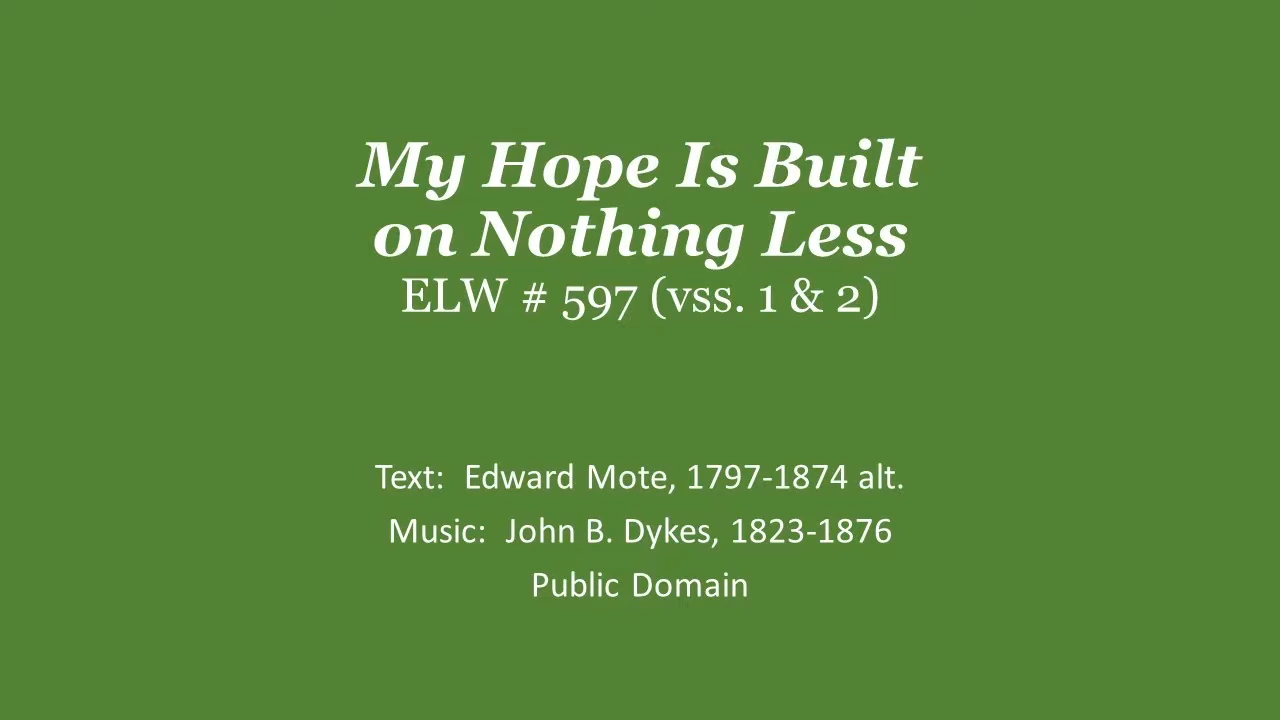 My Hope Is Built
on Nothing Less
ELW # 597 (vss. 1 & 2)
Text:  Edward Mote, 1797-1874 alt.
Music:  John B. Dykes, 1823-1876
Public Domain